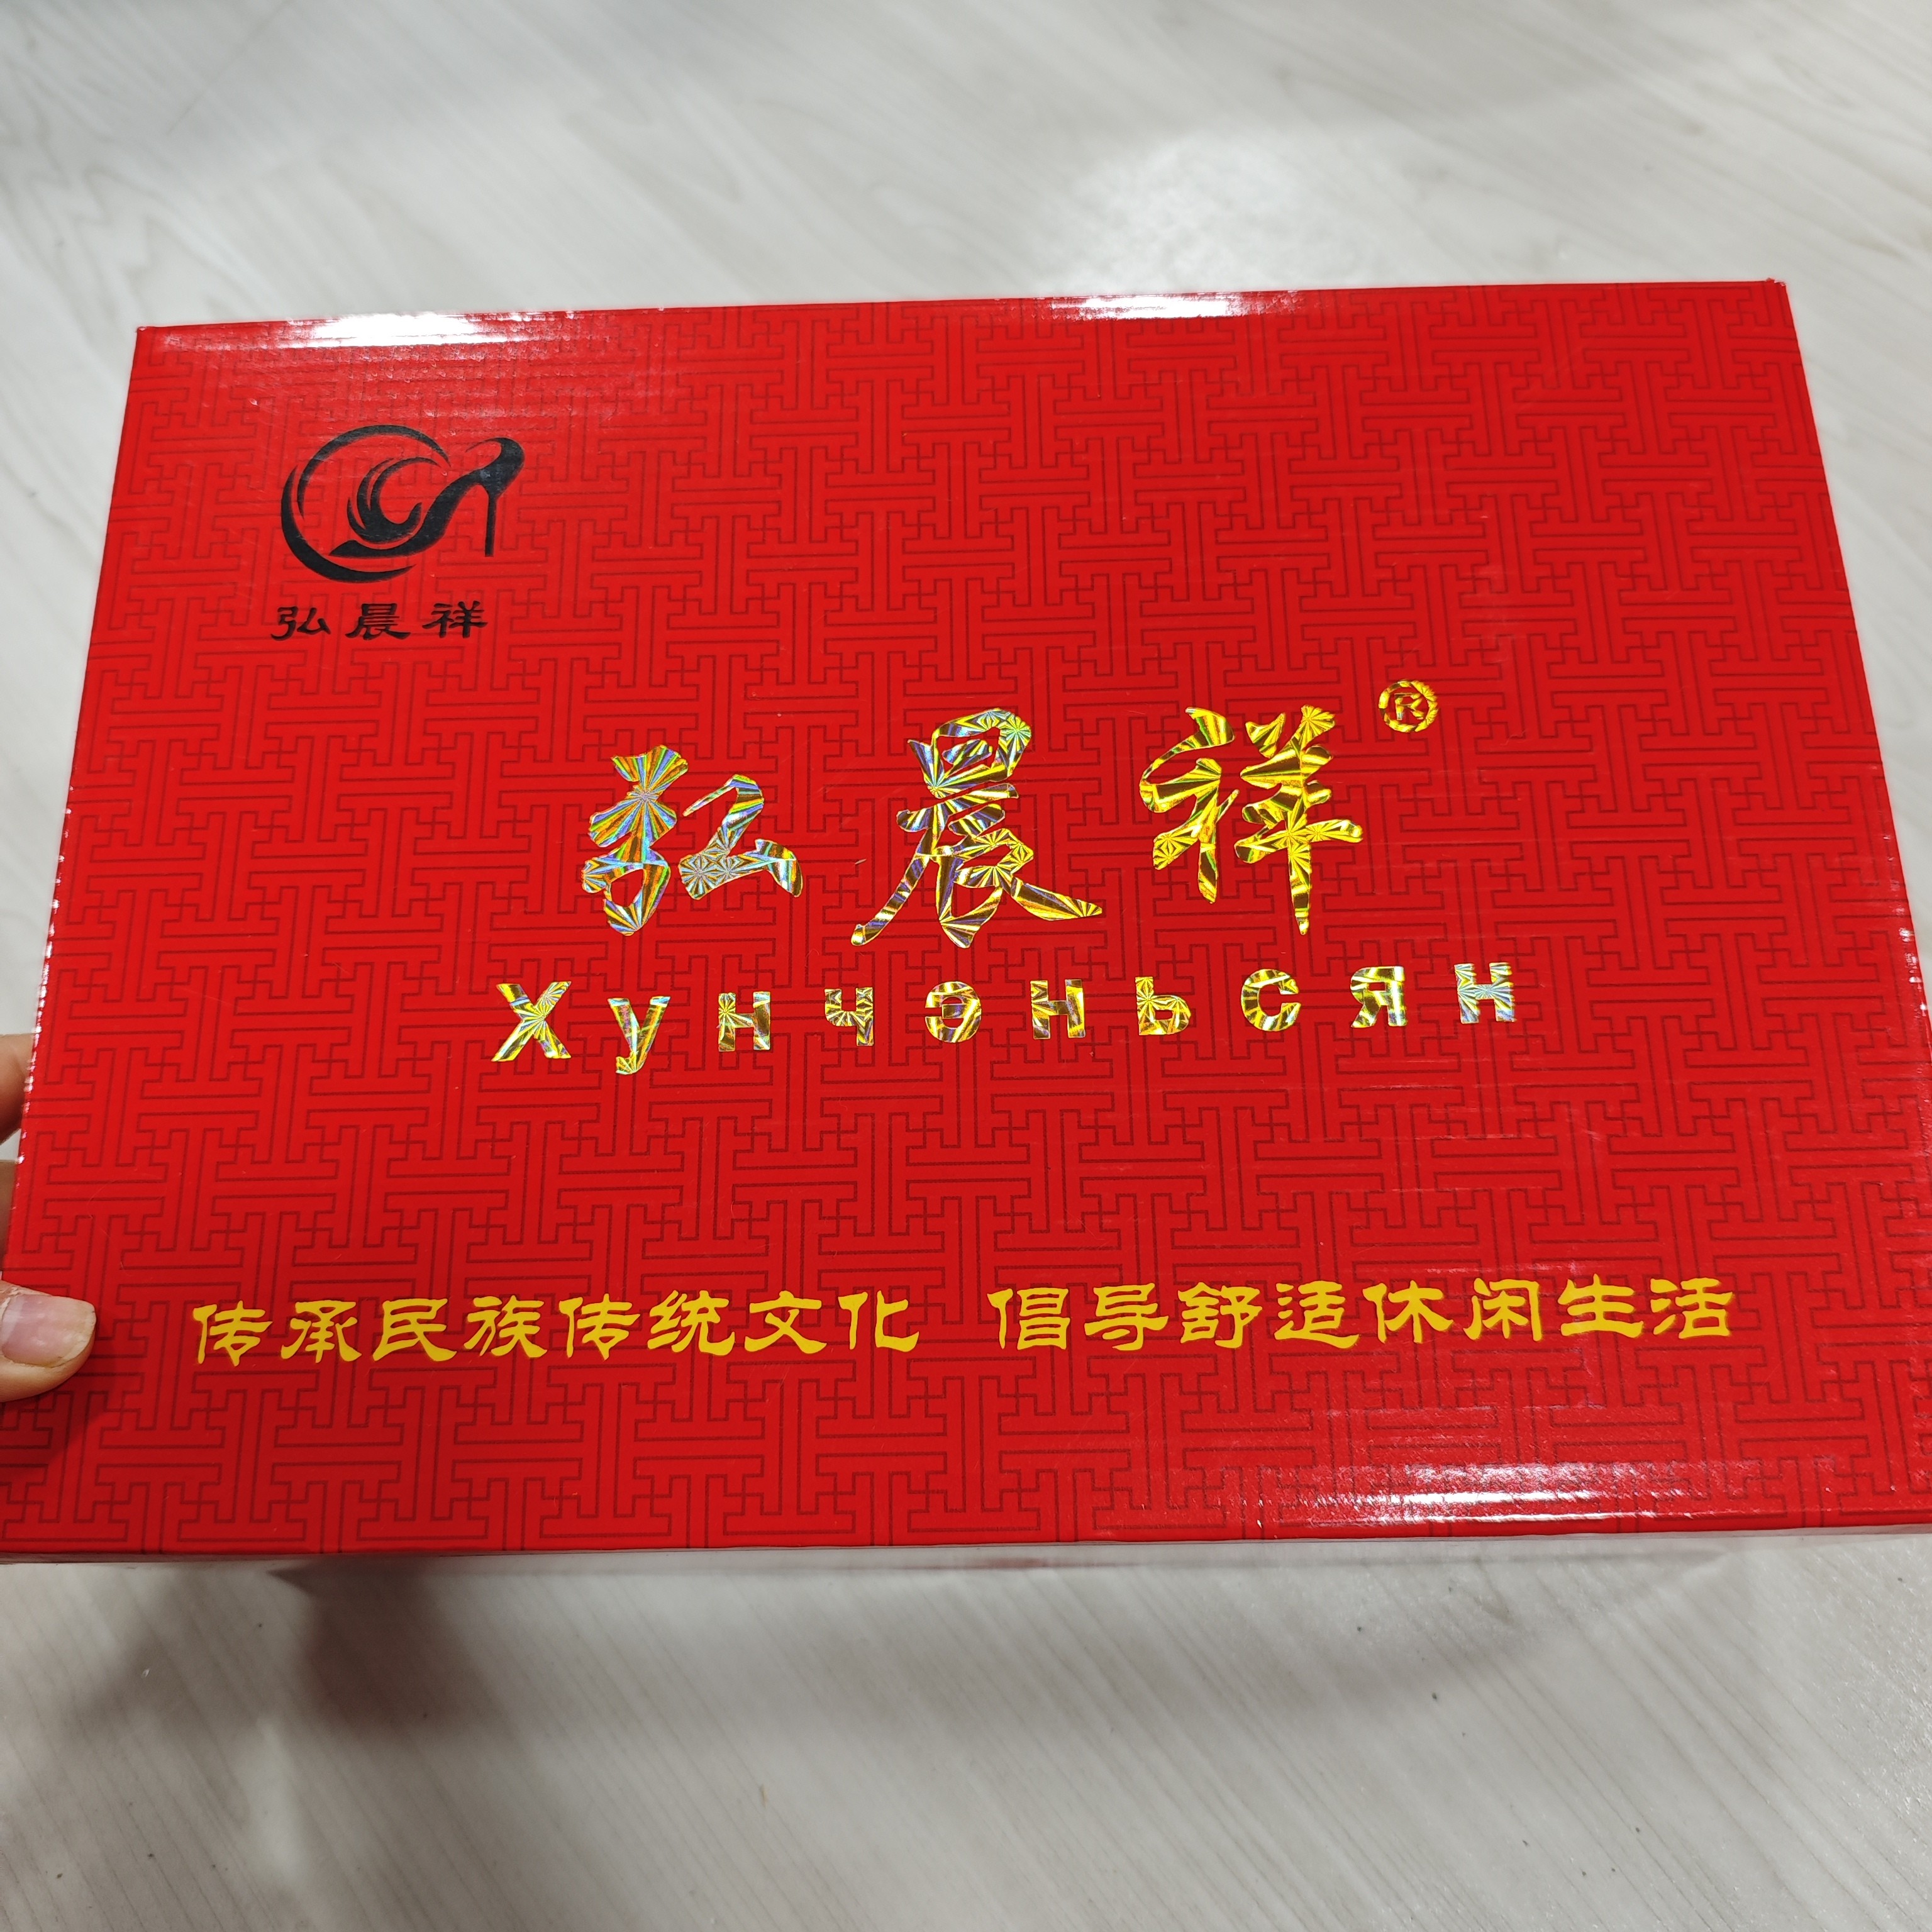 弘晨祥
弘晨祥®
Хунчэньсян
传承民族传统文化 倡导舒适休闲生活